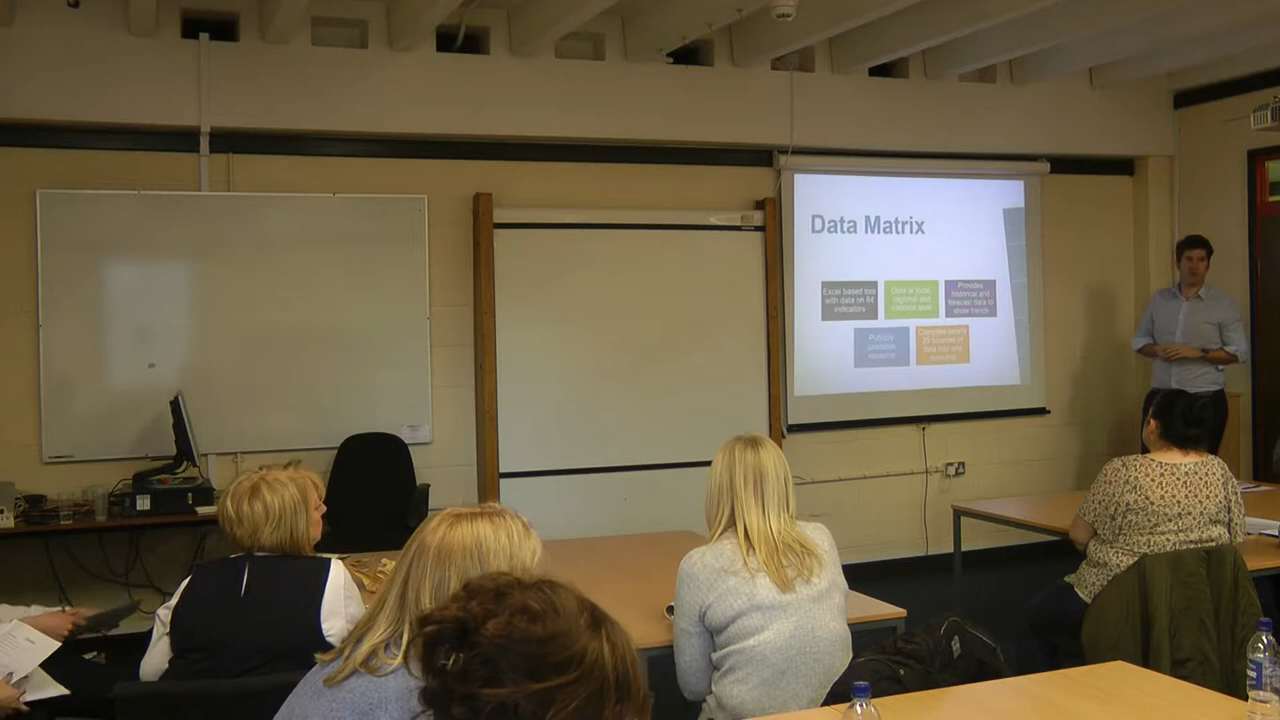 Data Matrix
Excel based tool
with data on 84
indicators
Data at local,
regional and
national level
Provides
historical and
forecast data to
show trends
Publicly
available
resource
Compiles nearly
20 sources of
data into one